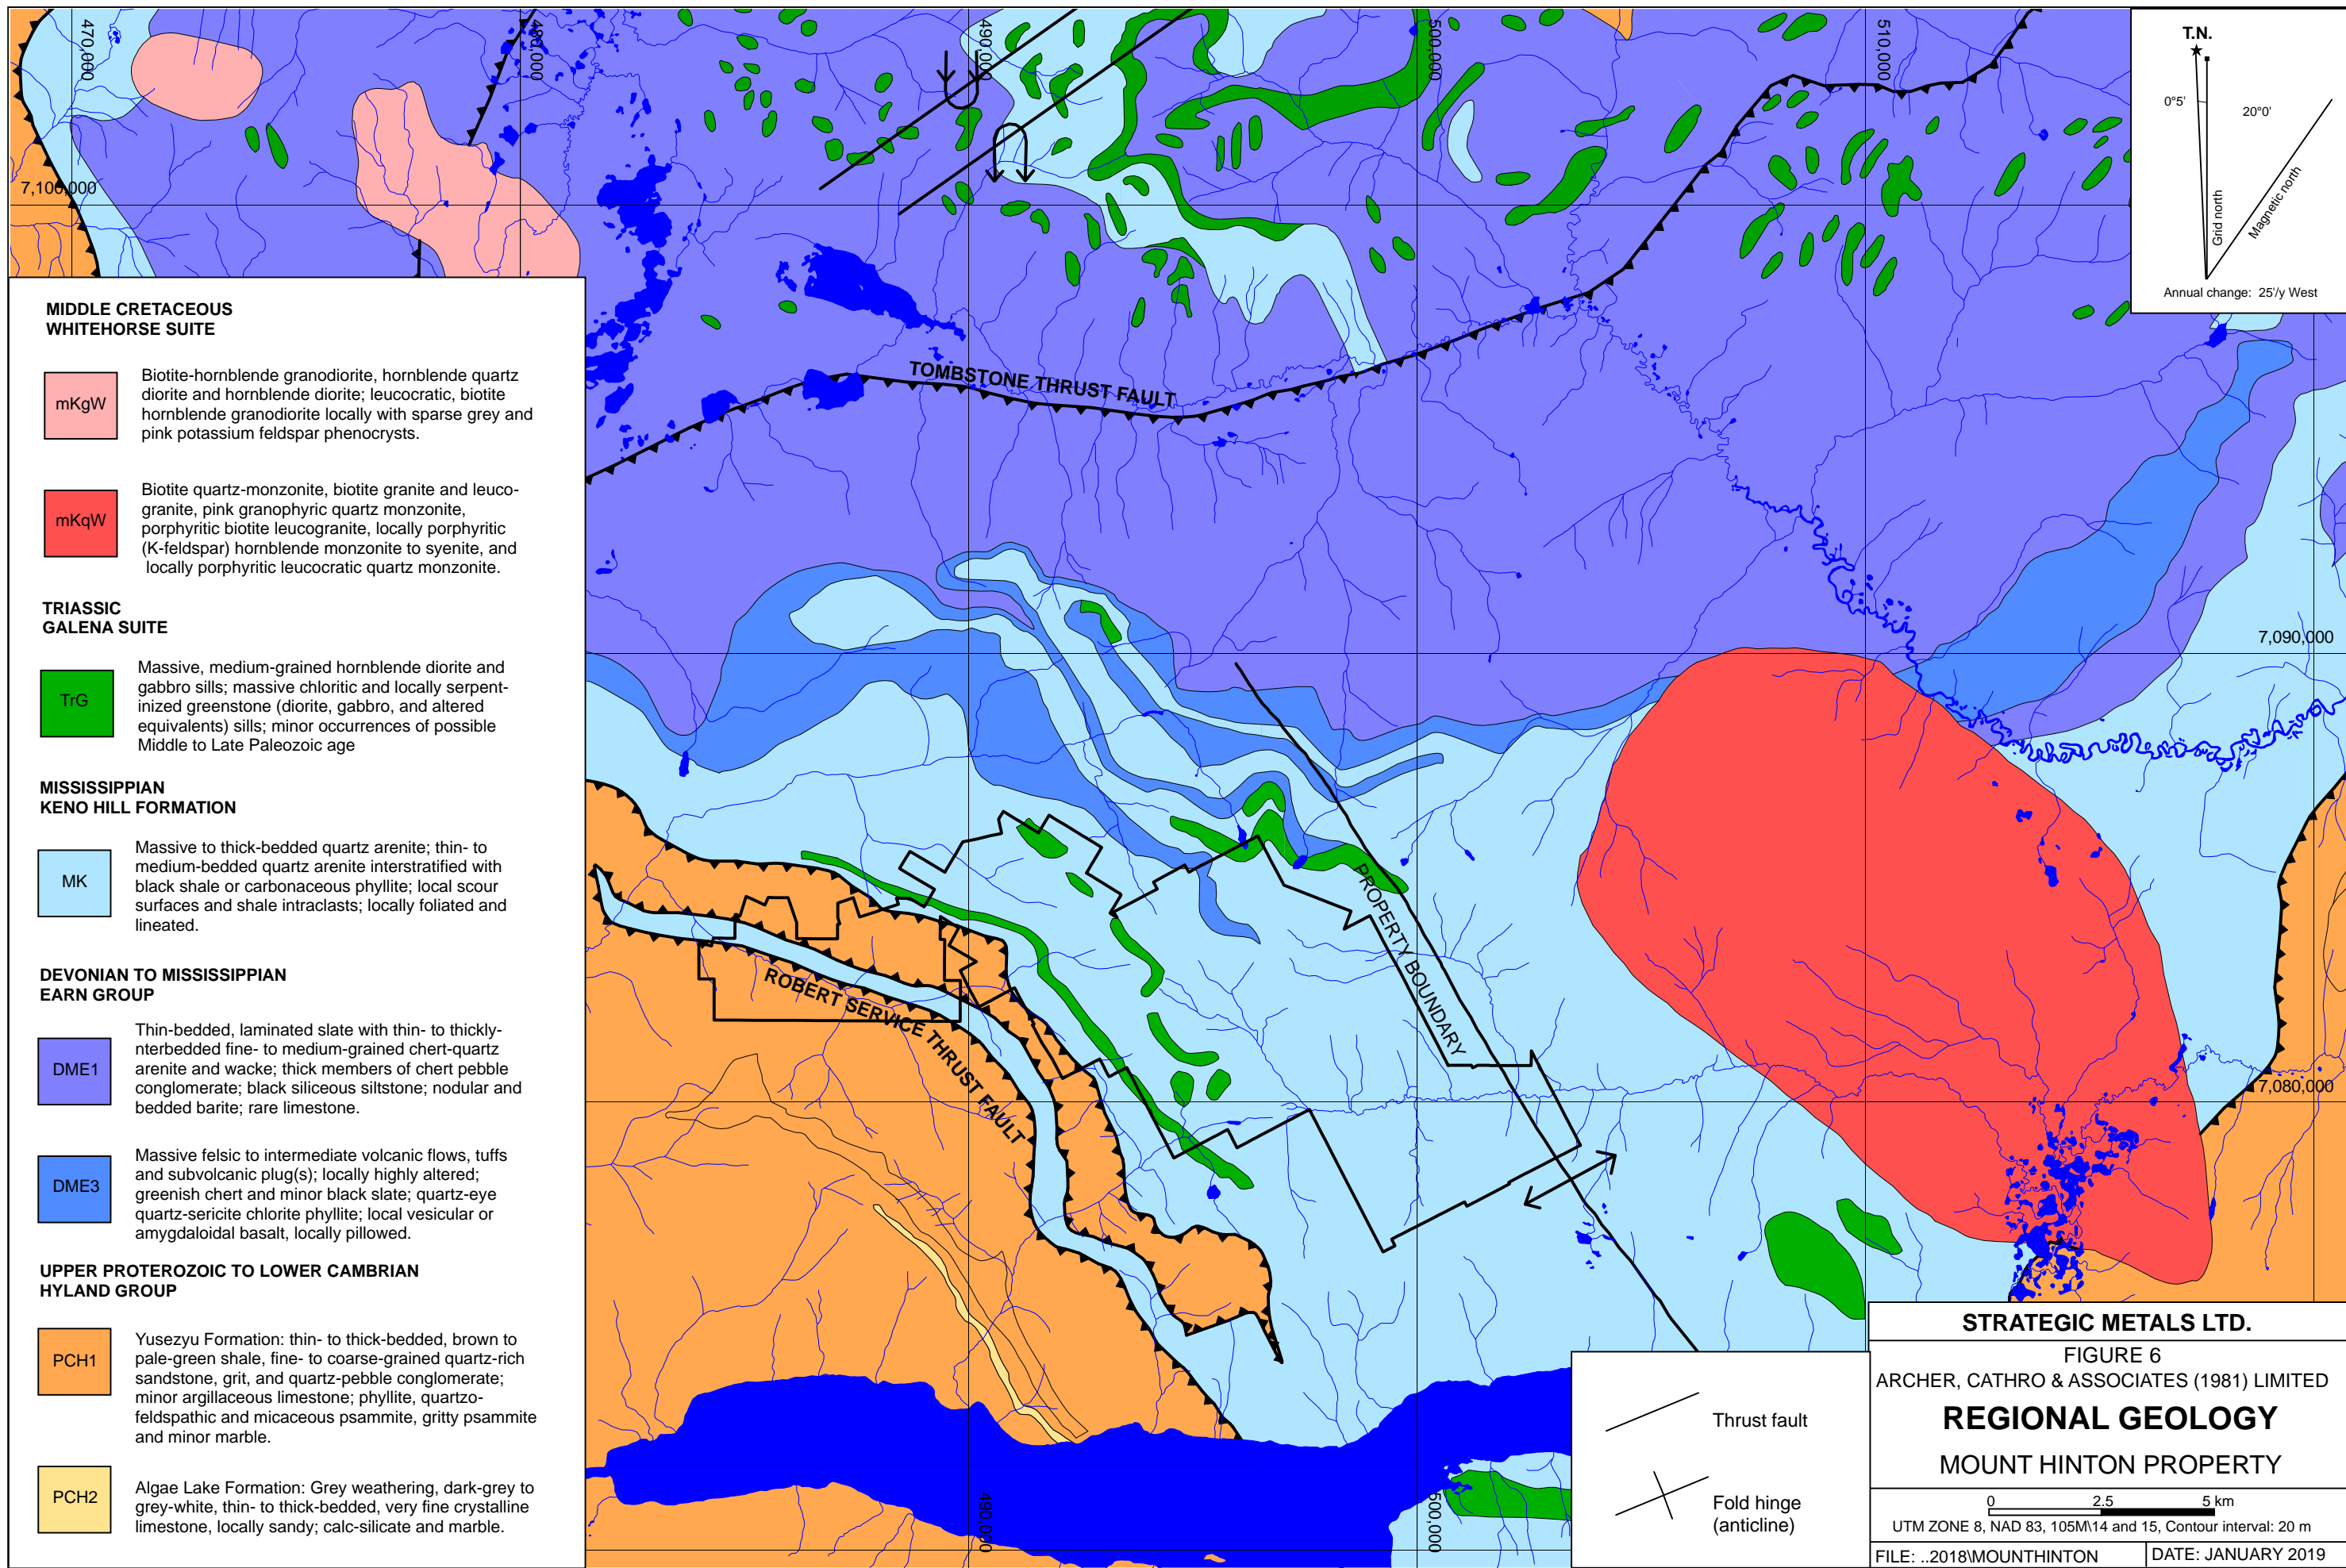 470,000
480,000
490,000
500,000
510,000
T.N.
0°5'
20°0'
Grid north
Magnetic north
Annual change: 25'/y West
7,100,000
TOMBSTONE THRUST FAULT
7,090,000
PROPERTY BOUNDARY
ROBERT SERVICE THRUST FAULT
7,080,000
490,000
500,000
MIDDLE CRETACEOUS
WHITEHORSE SUITE
mKgW
Biotite-hornblende granodiorite, hornblende quartz
diorite and hornblende diorite; leucocratic, biotite
hornblende granodiorite locally with sparse grey and
pink potassium feldspar phenocrysts.
mKqW
Biotite quartz-monzonite, biotite granite and leuco-
granite, pink granophyric quartz monzonite,
porphyritic biotite leucogranite, locally porphyritic
(K-feldspar) hornblende monzonite to syenite, and
locally porphyritic leucocratic quartz monzonite.
TRIASSIC
GALENA SUITE
TrG
Massive, medium-grained hornblende diorite and
gabbro sills; massive chloritic and locally serpent-
inized greenstone (diorite, gabbro, and altered
equivalents) sills; minor occurrences of possible
Middle to Late Paleozoic age
MISSISSIPPIAN
KENO HILL FORMATION
MK
Massive to thick-bedded quartz arenite; thin- to
medium-bedded quartz arenite interstratified with
black shale or carbonaceous phyllite; local scour
surfaces and shale intraclasts; locally foliated and
lineated.
DEVONIAN TO MISSISSIPPIAN
EARN GROUP
DME1
Thin-bedded, laminated slate with thin- to thickly-
nterbedded fine- to medium-grained chert-quartz
arenite and wacke; thick members of chert pebble
conglomerate; black siliceous siltstone; nodular and
bedded barite; rare limestone.
DME3
Massive felsic to intermediate volcanic flows, tuffs
and subvolcanic plug(s); locally highly altered;
greenish chert and minor black slate; quartz-eye
quartz-sericite chlorite phyllite; local vesicular or
amygdaloidal basalt, locally pillowed.
UPPER PROTEROZOIC TO LOWER CAMBRIAN
HYLAND GROUP
PCH1
Yusezyu Formation: thin- to thick-bedded, brown to
pale-green shale, fine- to coarse-grained quartz-rich
sandstone, grit, and quartz-pebble conglomerate;
minor argillaceous limestone; phyllite, quartzo-
feldspathic and micaceous psammite, gritty psammite
and minor marble.
PCH2
Algae Lake Formation: Grey weathering, dark-grey to
grey-white, thin- to thick-bedded, very fine crystalline
limestone, locally sandy; calc-silicate and marble.
Thrust fault
Fold hinge
(anticline)
STRATEGIC METALS LTD.
FIGURE 6
ARCHER, CATHRO & ASSOCIATES (1981) LIMITED
REGIONAL GEOLOGY
MOUNT HINTON PROPERTY
0 2.5 5 km
UTM ZONE 8, NAD 83, 105M\14 and 15, Contour interval: 20 m
FILE: ..2018\MOUNTHINTON
DATE: JANUARY 2019